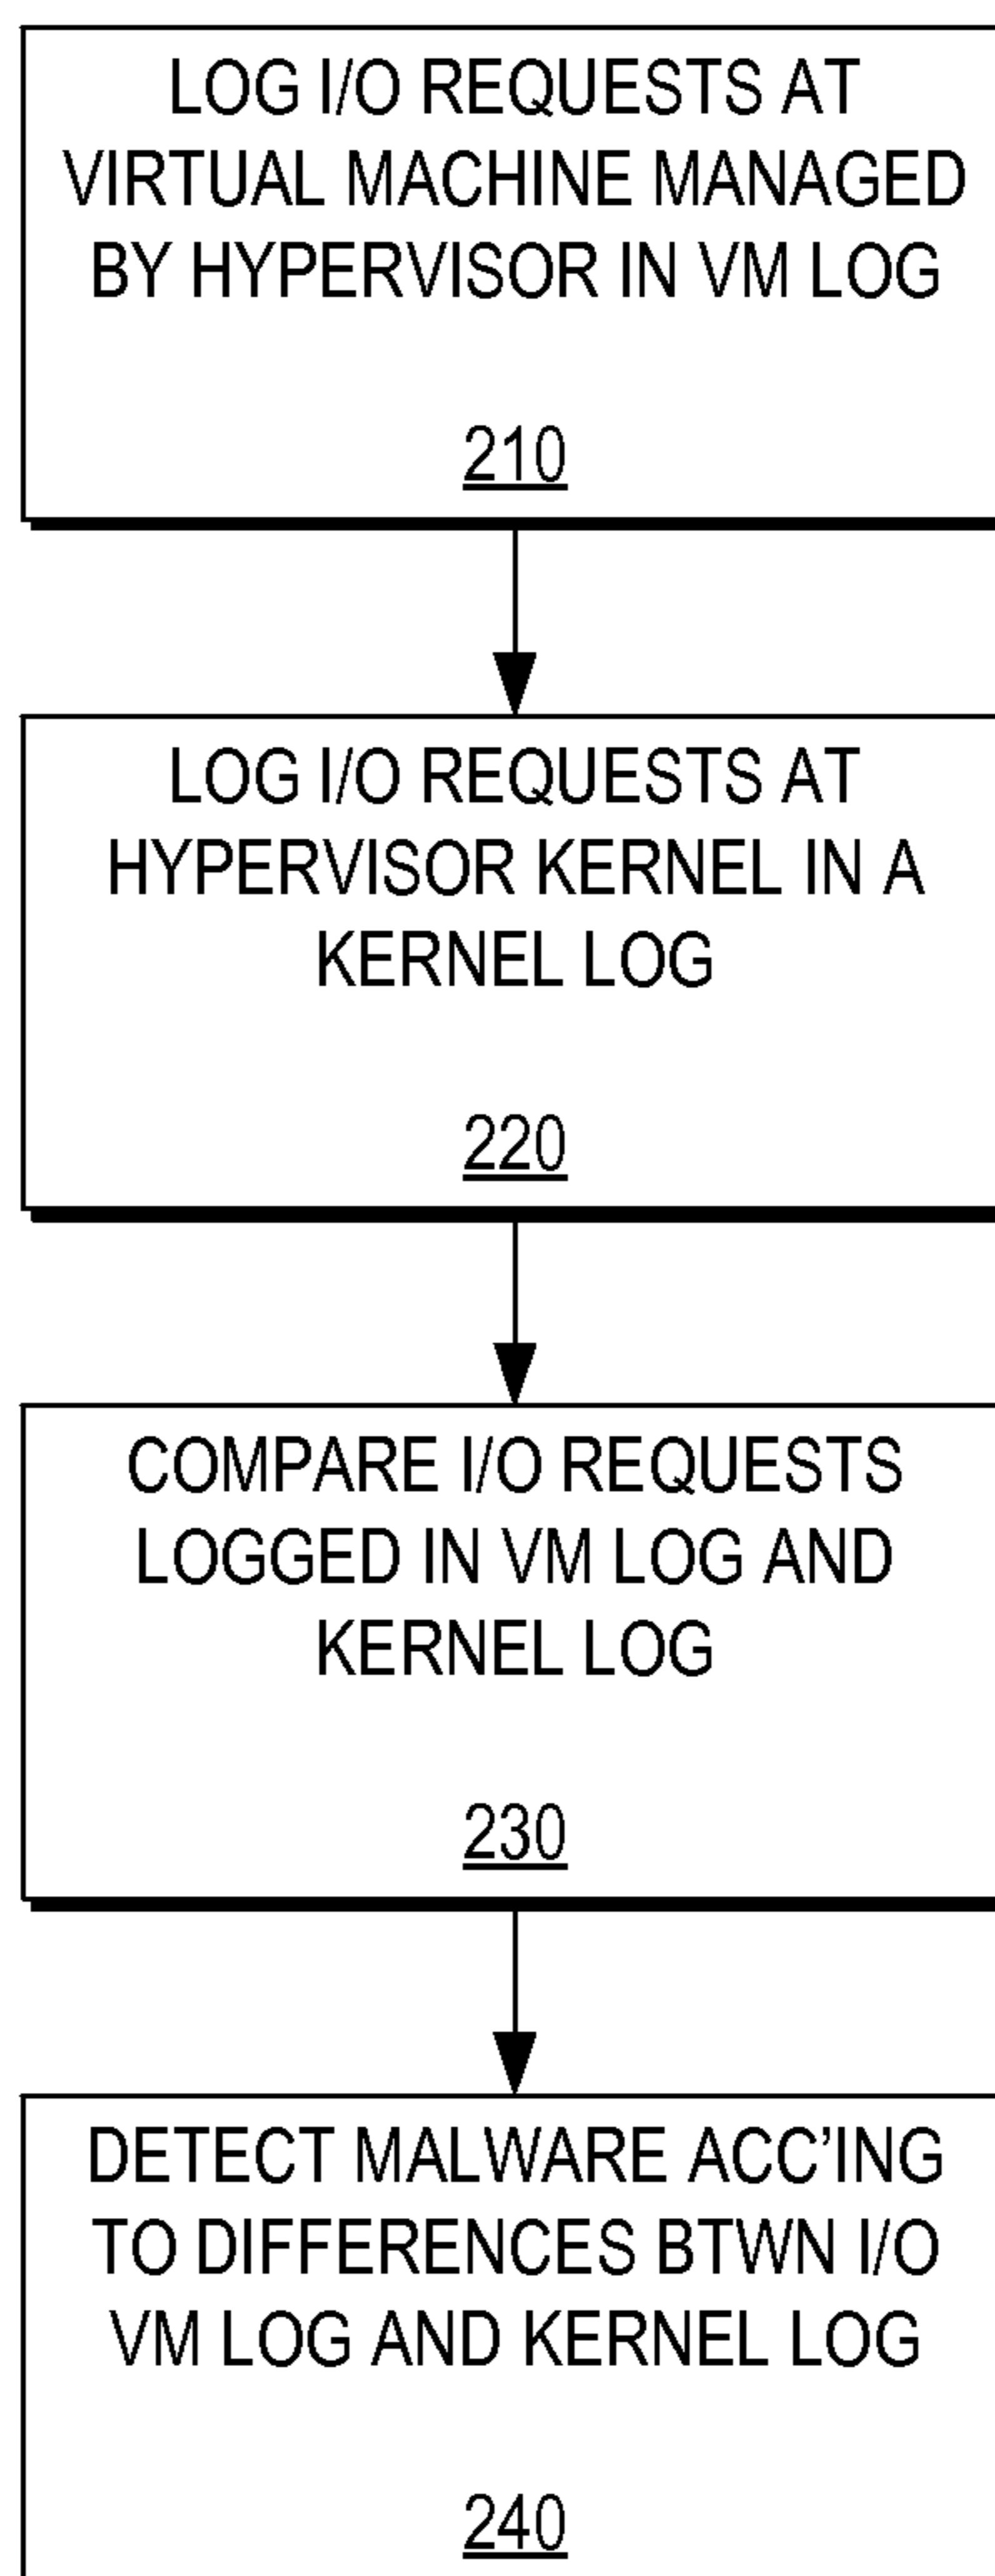 LOG I/O REQUESTS AT
VIRTUAL MACHINE MANAGED
BY HYPERVISOR IN VM LOG
210
LOG I/O REQUESTS AT
HYPERVISOR KERNEL IN A
KERNEL LOG
220
COMPARE I/O REQUESTS
LOGGED IN VM LOG AND
KERNEL LOG
230
DETECT MALWARE ACC’ING
TO DIFFERENCES BTWN I/O
VM LOG AND KERNEL LOG
240